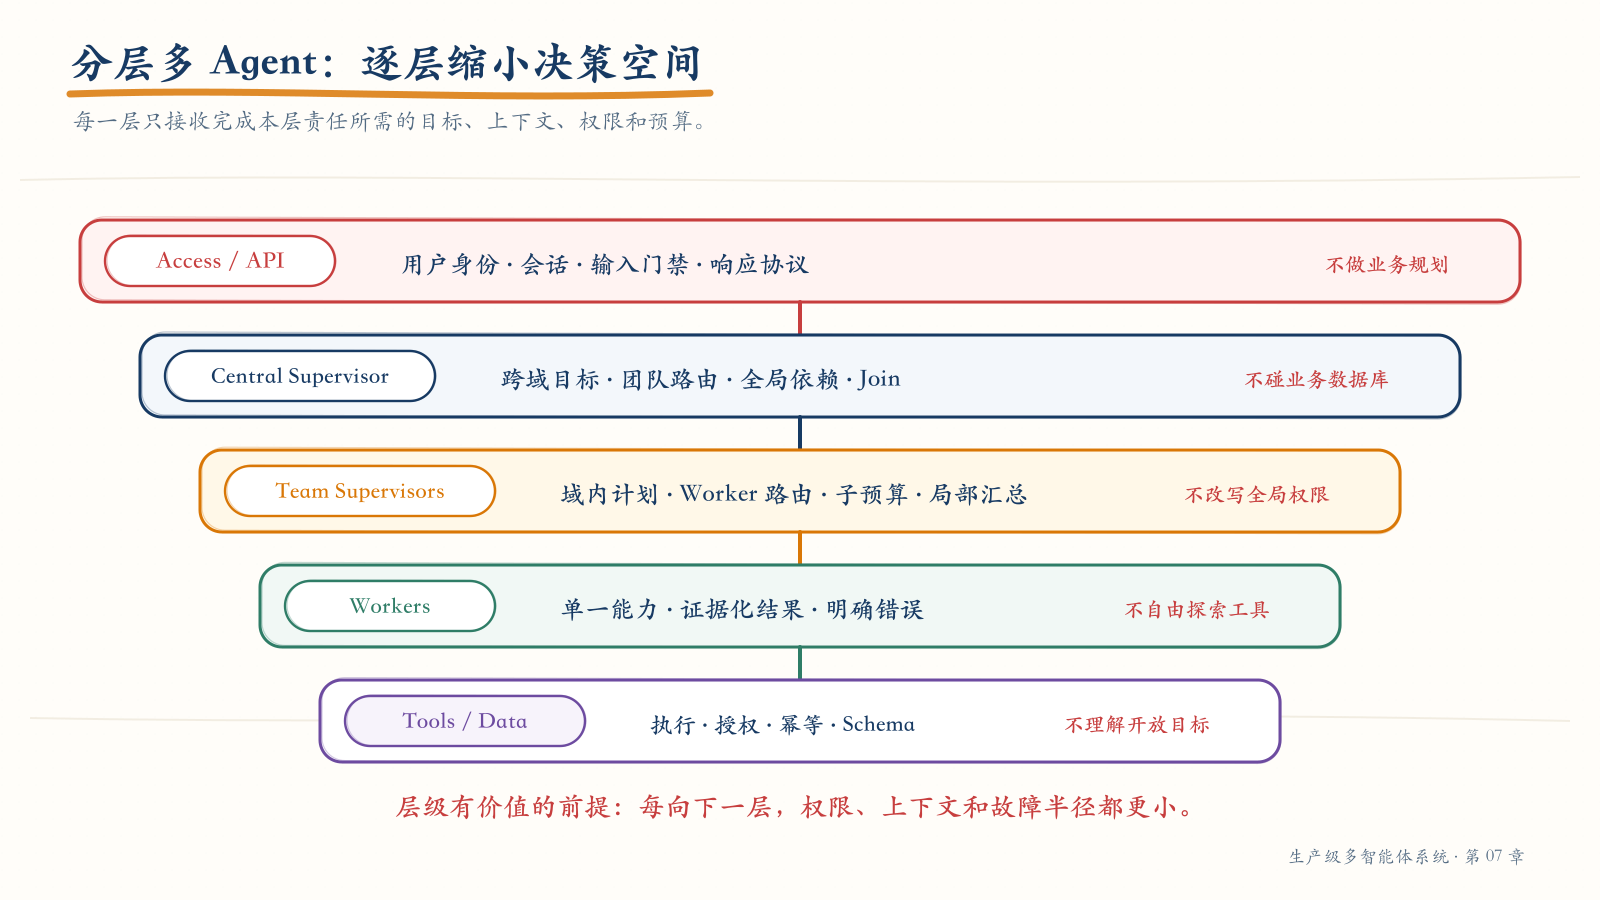 分层多 Agent：逐层缩小决策空间
每一层只接收完成本层责任所需的目标、上下文、权限和预算。
Access / API 用户身份 · 会话 · 输入门禁 · 响应协议 不做业务规划
Central Supervisor 跨域目标 · 团队路由 · 全局依赖 · Join 不碰业务数据库
Team Supervisors 域内计划 · Worker 路由 · 子预算 · 局部汇总 不改写全局权限
Workers 单一能力 · 证据化结果 · 明确错误 不自由探索工具
Tools / Data 执行 · 授权 · 幂等 · Schema 不理解开放目标
层级有价值的前提：每向下一层，权限、上下文和故障半径都更小。
生产级多智能体系统 · 第 07 章